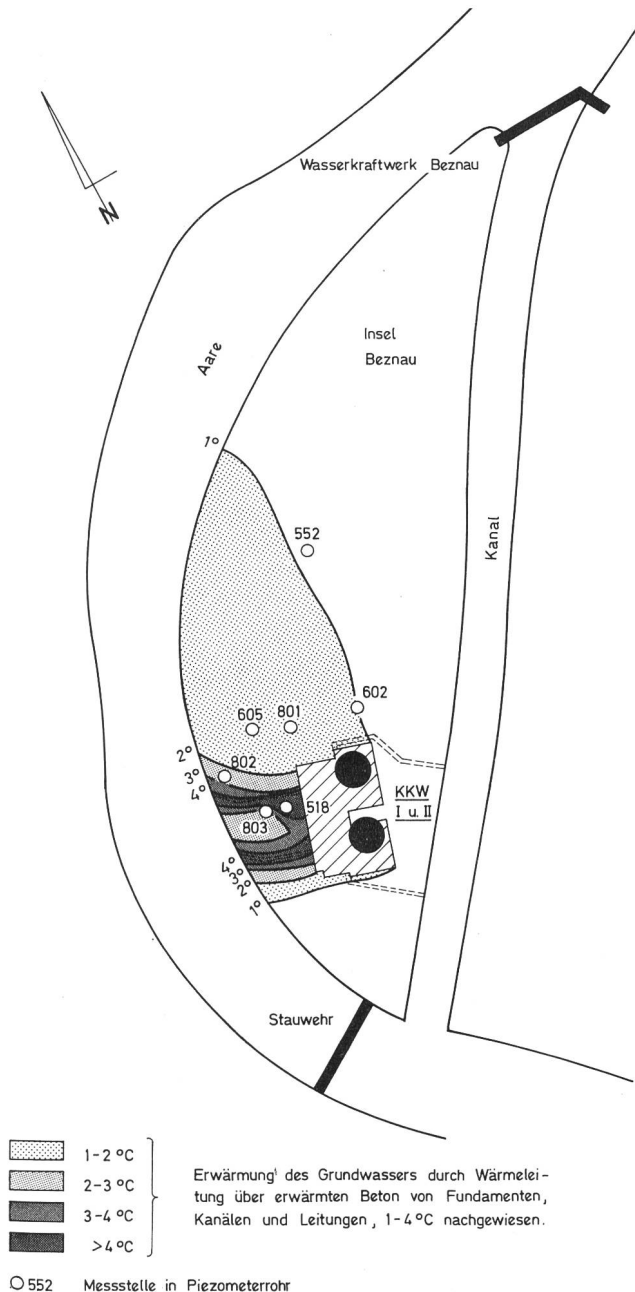 N
Wasserkraftwerk Beznau
Aare
Insel
Beznau
Kanal
1°
552
602
605
801
2°
3°
4°
802
518
803
KKW
I u. II
4°
3°
2°
1°
Stauwehr
1-2 °C
2-3 °C
3-4 °C
>4 °C
Erwärmung' des Grundwassers durch Wärmelei-
tung über erwärmten Beton von Fundamenten,
Kanälen und Leitungen, 1-4°C nachgewiesen.
552 Messstelle in Piezometerrohr